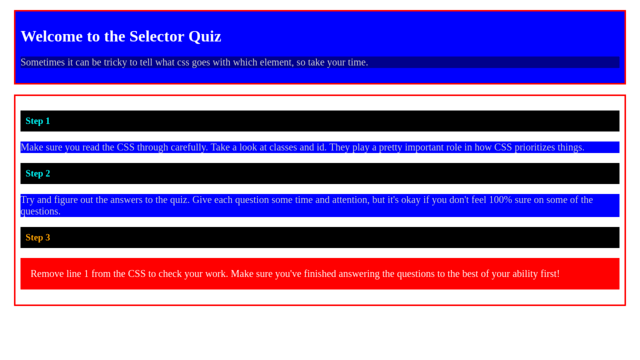 Welcome to the Selector Quiz
Sometimes it can be tricky to tell what css goes with which element, so take your time.
Step 1
Make sure you read the CSS through carefully. Take a look at classes and id. They play a pretty important role in how CSS prioritizes things.
Step 2
Try and figure out the answers to the quiz. Give each question some time and attention, but it's okay if you don't feel 100% sure on some of the
questions.
Step 3
Remove line 1 from the CSS to check your work. Make sure you've finished answering the questions to the best of your ability first!